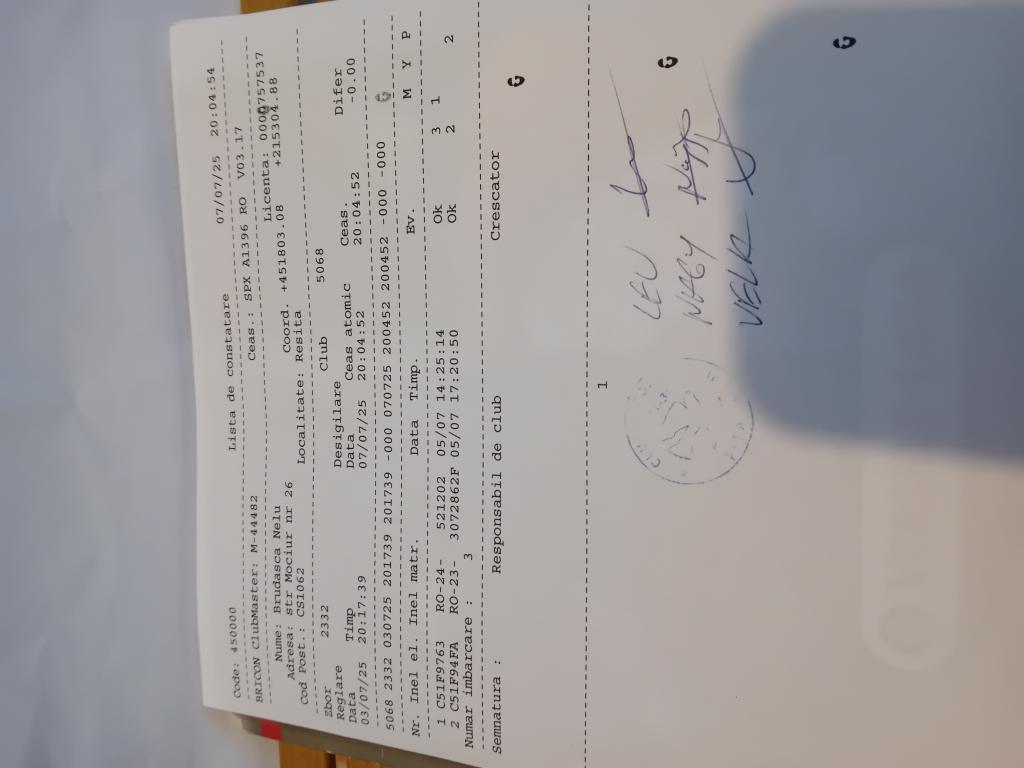 Code: 450000 Lista de constatare 07/07/25 20:04:54
BRICON ClubMaster: M-44482 Ceas.: SPX A1396 RO V03.17
Nume: Brudasca Nelu Licenta: 0000757537
Adresa: str Mociur nr 26 Coord. +451803.08 +215304.88
Cod Post.: CS1062 Localitate: Resita
Zbor 2332 Club 5068
Reglare Desigilare Difer
Data Timp Data Ceas atomic Ceas. -0.00
03/07/25 20:17:39 07/07/25 20:04:52 20:04:52
5068 2332 030725 201739 201739 201739 -000 070725 200452 200452 200452 -000 -000
Nr. Inel el. Inel matr. Data Timp. Ev. M Y P
1 C51F9763 RO-24- 521202 05/07 14:25:14 Ok 3 1
2 C51F94FA RO-23- 3072862F 05/07 17:20:50 Ok 2 2
Numar imbarcare : 3
Semnatura : Responsabil de club Crescator
1
LEU
NAGY